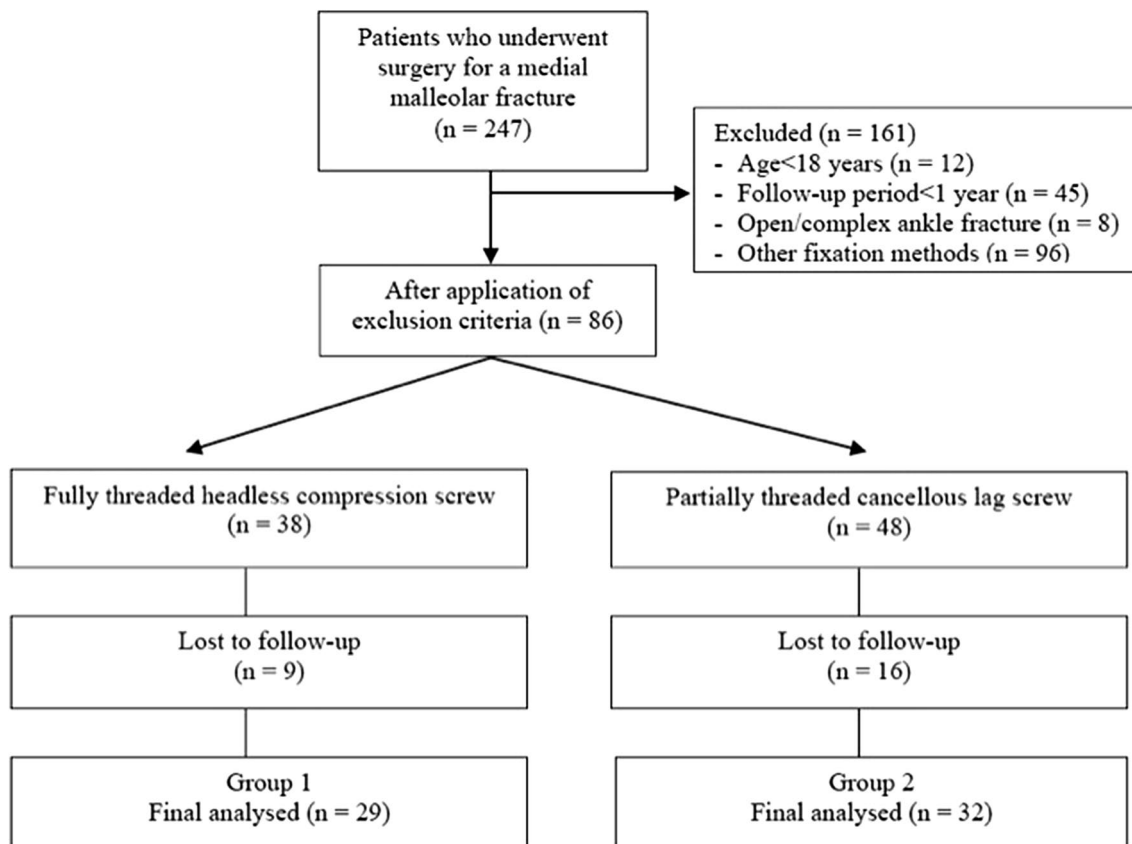 Patients who underwent
surgery for a medial
malleolar fracture
(n = 247)
Excluded (n = 161)
- Age<18 years (n = 12)
- Follow-up period<1 year (n = 45)
- Open/complex ankle fracture (n = 8)
- Other fixation methods (n = 96)
After application of
exclusion criteria (n = 86)
Fully threaded headless compression screw
(n = 38)
Partially threaded cancellous lag screw
(n = 48)
Lost to follow-up
(n = 9)
Lost to follow-up
(n = 16)
Group 1
Final analysed (n = 29)
Group 2
Final analysed (n = 32)